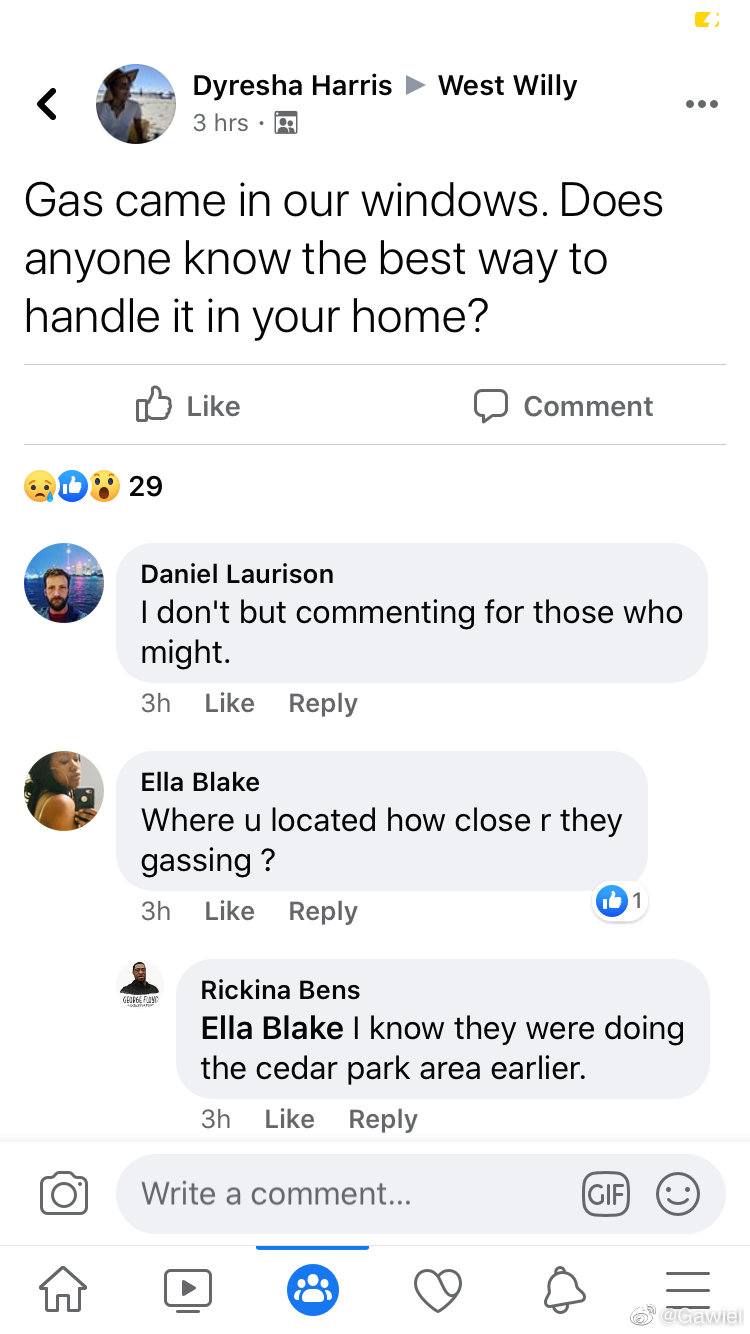 Dyresha Harris ▶ West Willy
3 hrs ·
Gas came in our windows. Does
anyone know the best way to
handle it in your home?
Like
Comment
29
Daniel Laurison
I don't but commenting for those who
might.
3h Like Reply
Ella Blake
Where u located how close r they
gassing ?
3h Like Reply
1
GEORGE FLOYD
Rickina Bens
Ella Blake I know they were doing
the cedar park area earlier.
3h Like Reply
Write a comment...
GIF
@Gawiel